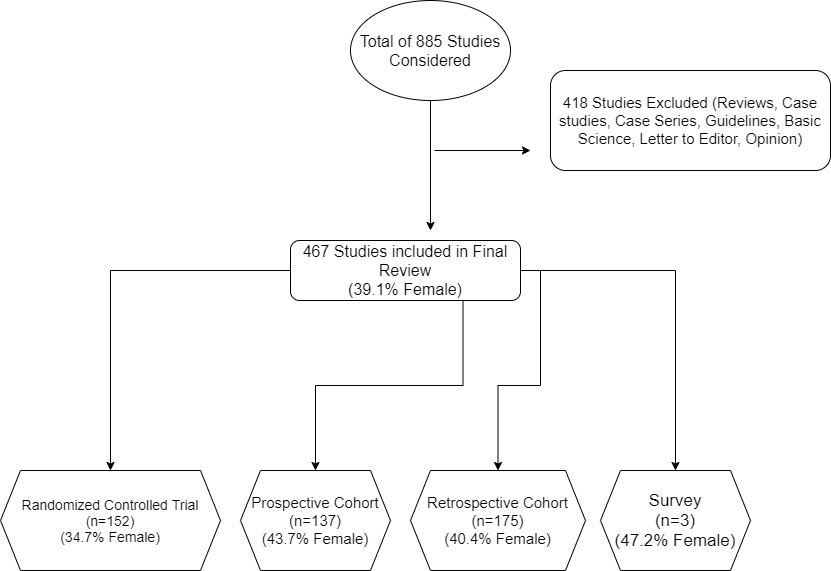 Total of 885 Studies
Considered
418 Studies Excluded (Reviews, Case
studies, Case Series, Guidelines, Basic
Science, Letter to Editor, Opinion)
467 Studies included in Final
Review
(39.1% Female)
Randomized Controlled Trial
(n=152)
(34.7% Female)
Prospective Cohort
(n=137)
(43.7% Female)
Retrospective Cohort
(n=175)
(40.4% Female)
Survey
(n=3)
(47.2% Female)